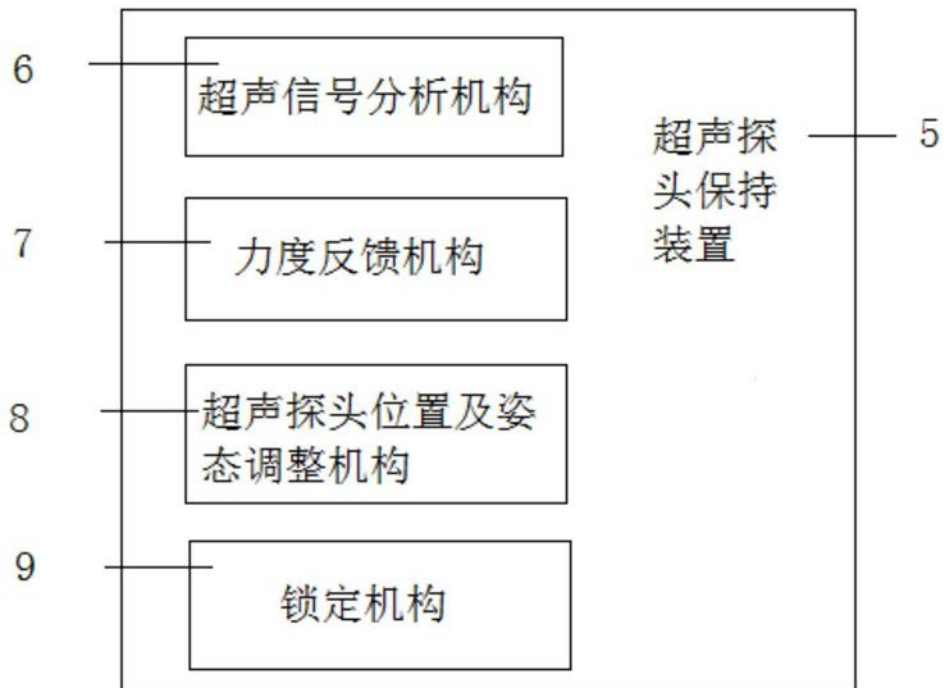 6
超声信号分析机构
超声探
头保持
装置
5
7
力度反馈机构
8
超声探头位置及姿
态调整机构
9
锁定机构